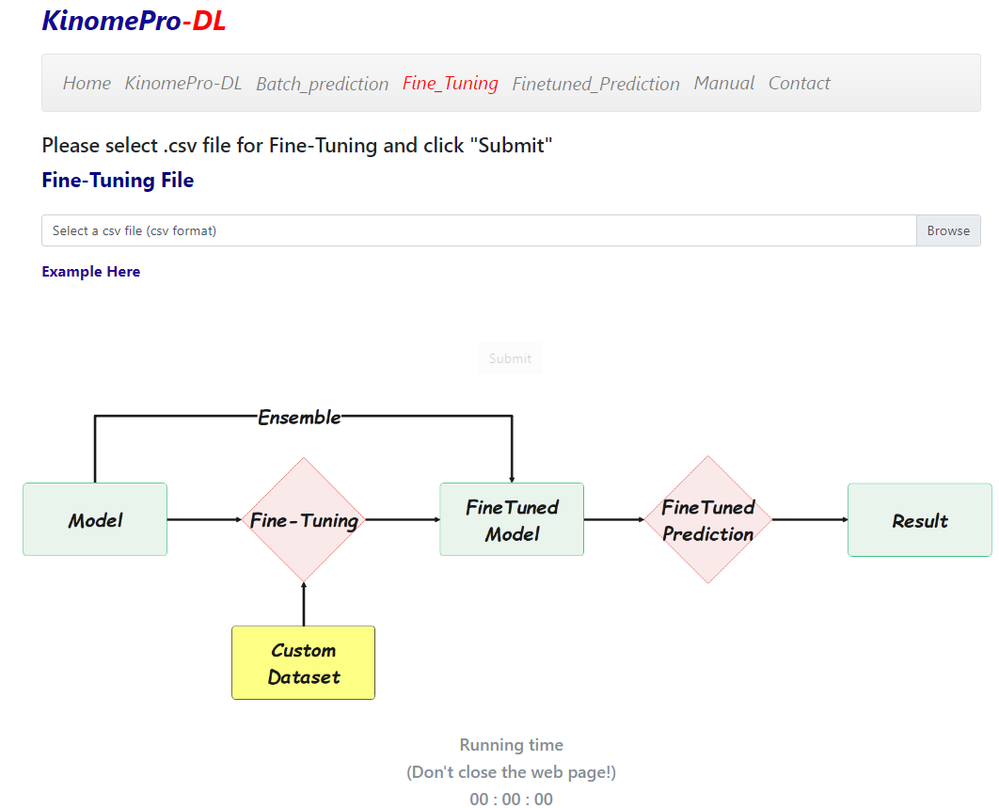 KinomePro-DL
Home KinomePro-DL Batch_prediction Fine_Tuning Finetuned_Prediction Manual Contact
Please select .csv file for Fine-Tuning and click "Submit"
Fine-Tuning File
Select a csv file (csv format) Browse
Example Here
Submit
Ensemble
Model
Fine-Tuning
FineTuned
Model
FineTuned
Prediction
Result
Custom
Dataset
Running time
(Don't close the web page!)
00 : 00 : 00